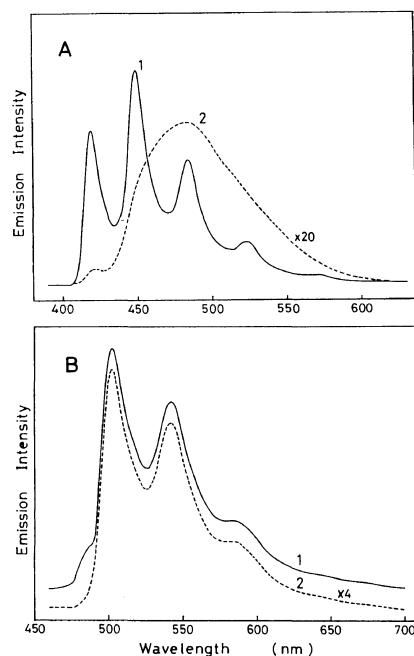 A
1
2
x20
Emission Intensity
400 450 500 550 600
B
1
2
x4
Emission Intensity
450 500 550 600 650 700
Wavelength (nm)